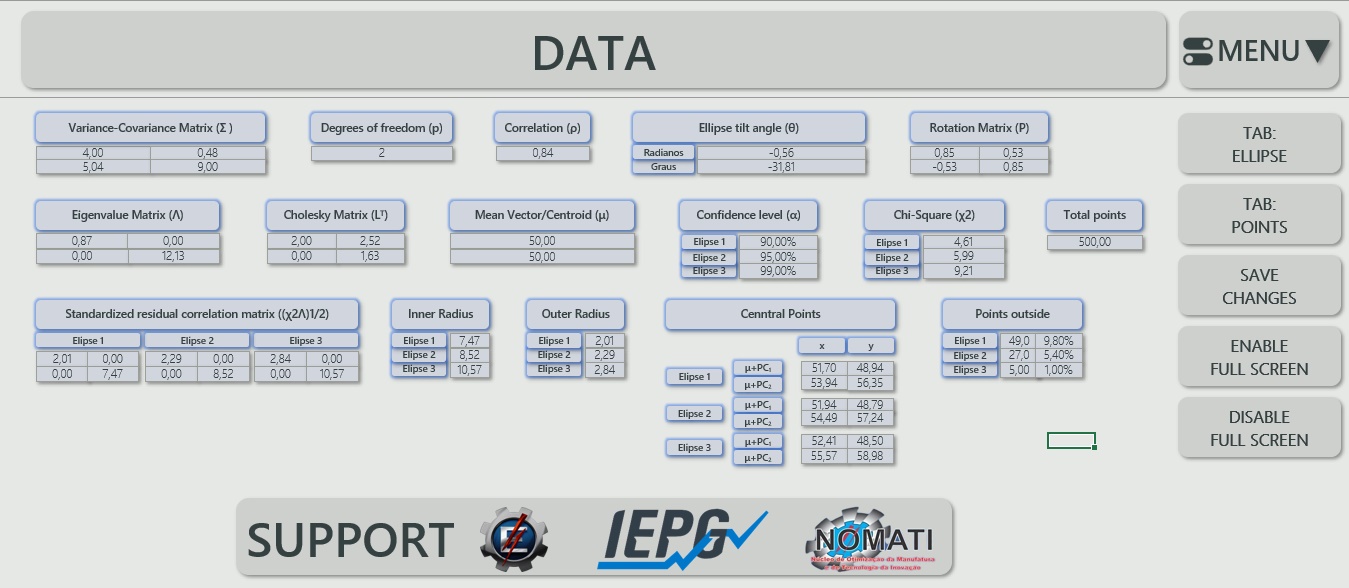 DATA
MENU
Variance-Covariance Matrix (Σ )
4,00 0,48
5,04 9,00
Degrees of freedom (p)
2
Correlation (ρ)
0,84
Ellipse tilt angle (θ)
Radianos -0,56
Graus -31,81
Rotation Matrix (P)
0,85 0,53
-0,53 0,85
TAB:
ELLIPSE
TAB:
POINTS
SAVE
CHANGES
ENABLE
FULL SCREEN
DISABLE
FULL SCREEN
Eigenvalue Matrix (Λ)
0,87 0,00
0,00 12,13
Cholesky Matrix (Lᵀ)
2,00 2,52
0,00 1,63
Mean Vector/Centroid (μ)
50,00
50,00
Confidence level (α)
Elipse 1 90,00%
Elipse 2 95,00%
Elipse 3 99,00%
Chi-Square (χ2)
Elipse 1 4,61
Elipse 2 5,99
Elipse 3 9,21
Total points
500,00
Standardized residual correlation matrix ((χ2Λ)1/2)
Elipse 1 Elipse 2 Elipse 3
2,01 0,00 2,29 0,00 2,84 0,00
0,00 7,47 0,00 8,52 0,00 10,57
Inner Radius
Elipse 1 7,47
Elipse 2 8,52
Elipse 3 10,57
Outer Radius
Elipse 1 2,01
Elipse 2 2,29
Elipse 3 2,84
Cenntral Points
x y
Elipse 1
μ+PC₁ 51,70 48,94
μ+PC₂ 53,94 56,35
Elipse 2
μ+PC₁ 51,94 48,79
μ+PC₂ 54,49 57,24
Elipse 3
μ+PC₁ 52,41 48,50
μ+PC₂ 55,57 58,98
Points outside
Elipse 1 49,0 9,80%
Elipse 2 27,0 5,40%
Elipse 3 5,00 1,00%
SUPPORT
E
IEPG
NOMATI
Núcleo de Otimização da Manufatura
e de Tecnologia da Inovação